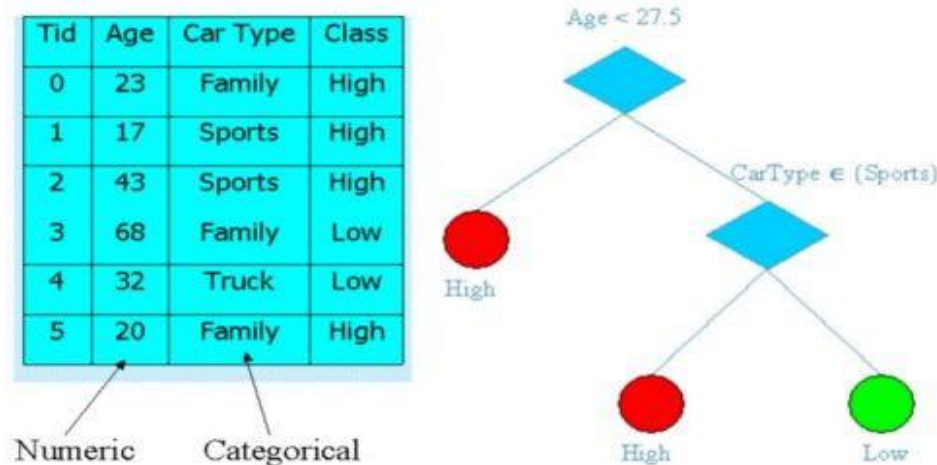 Tid Age Car Type Class
0 23 Family High
1 17 Sports High
2 43 Sports High
3 68 Family Low
4 32 Truck Low
5 20 Family High
Numeric Categorical
Age < 27.5
CarType ∈ (Sports)
High
High Low